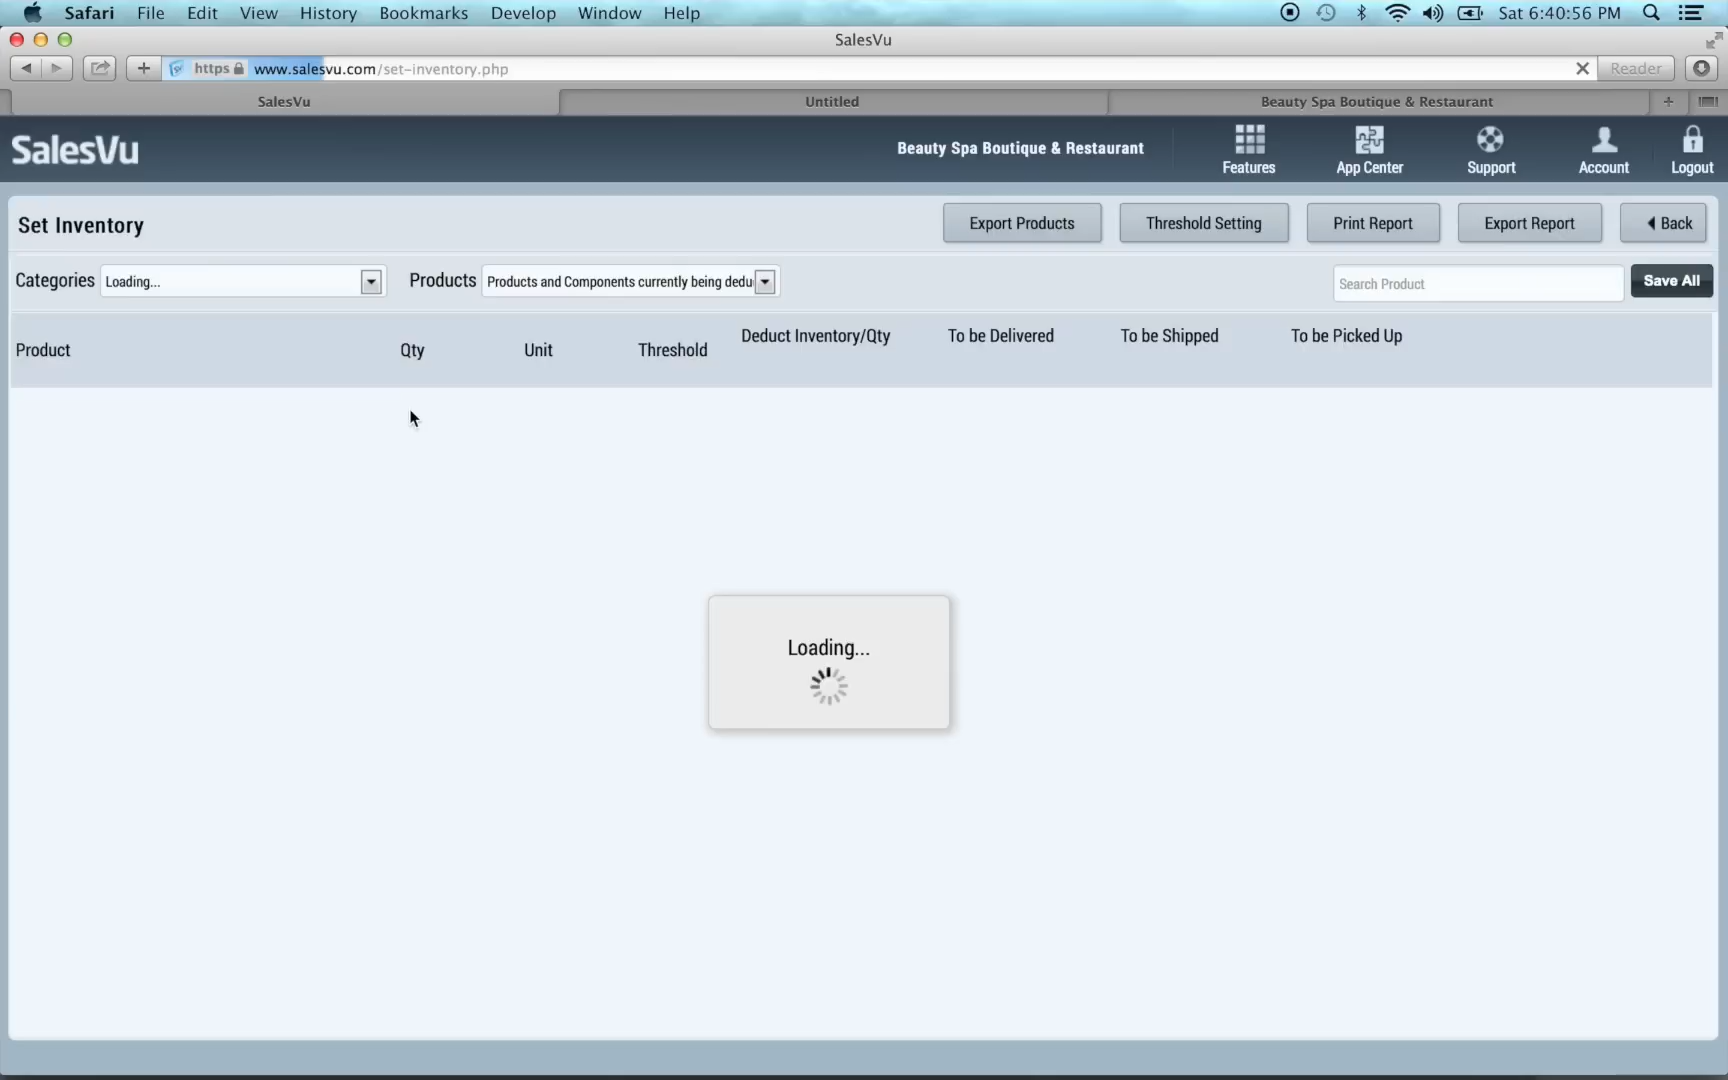 Safari File Edit View History Bookmarks Develop Window Help Sat 6:40:56 PM
SalesVu
https www.salesvu.com/set-inventory.php Reader
SalesVu Untitled Beauty Spa Boutique & Restaurant
SalesVu Beauty Spa Boutique & Restaurant Features App Center Support Account Logout
Set Inventory Export Products Threshold Setting Print Report Export Report Back
Categories Loading... Products Products and Components currently being dedu Search Product Save All
Product Qty Unit Threshold Deduct Inventory/Qty To be Delivered To be Shipped To be Picked Up
Loading...